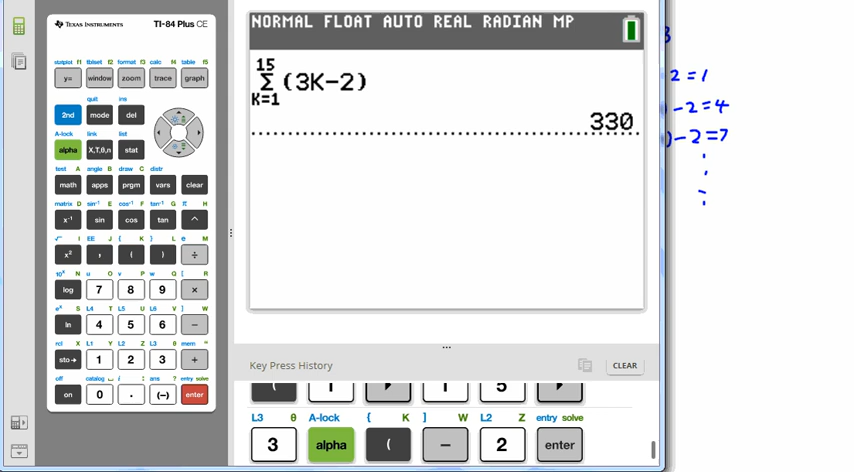 TEXAS INSTRUMENTS TI-84 Plus CE
statplot f1 tblset f2 format f3 calc f4 table f5
y= window zoom trace graph
quit ins
2nd mode del
A-lock link list
alpha X,T,θ,n stat
test A angle B draw C distr
math apps prgm vars clear
matrix D sin⁻¹ E cos⁻¹ F tan⁻¹ G π H
x⁻¹ sin cos tan ^
√ I EE J { K } L e M
x² , ( ) ÷
10ˣ N u O v P w Q [ R
log 7 8 9 ×
eˣ S L4 T L5 U L6 V ] W
ln 4 5 6 −
rcl X L1 Y L2 Z L3 θ mem "
sto→ 1 2 3 +
off catalog ⎵ i : ans ? entry solve
on 0 . (−) enter
NORMAL FLOAT AUTO REAL RADIAN MP
15
Σ (3K−2)
K=1
330
2=1
−2=4
)−2=7
Key Press History
CLEAR
( 1 1 5
L3 θ A-lock { K ] W L2 Z entry solve
3 alpha ( − 2 enter